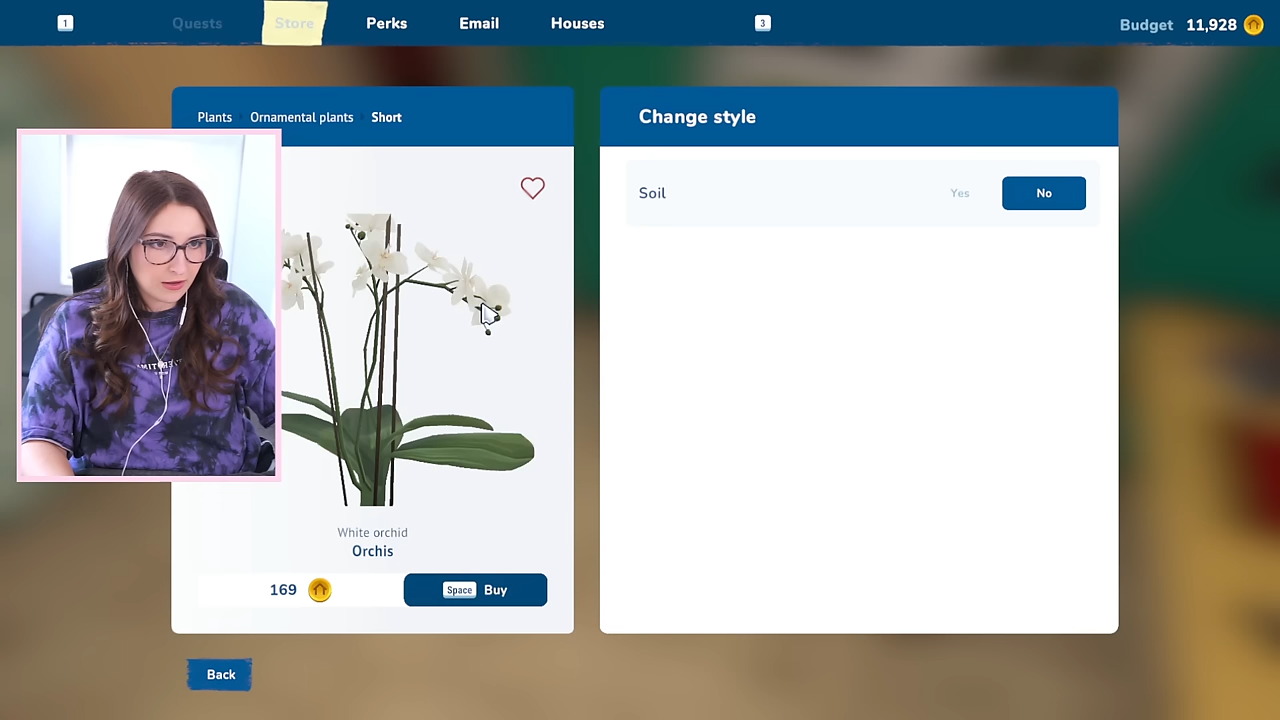 1 Quests Store Perks Email Houses 3 Budget 11,928
Plants Ornamental plants Short
Change style
Soil Yes No
White orchid
Orchis
169 Space Buy
Back